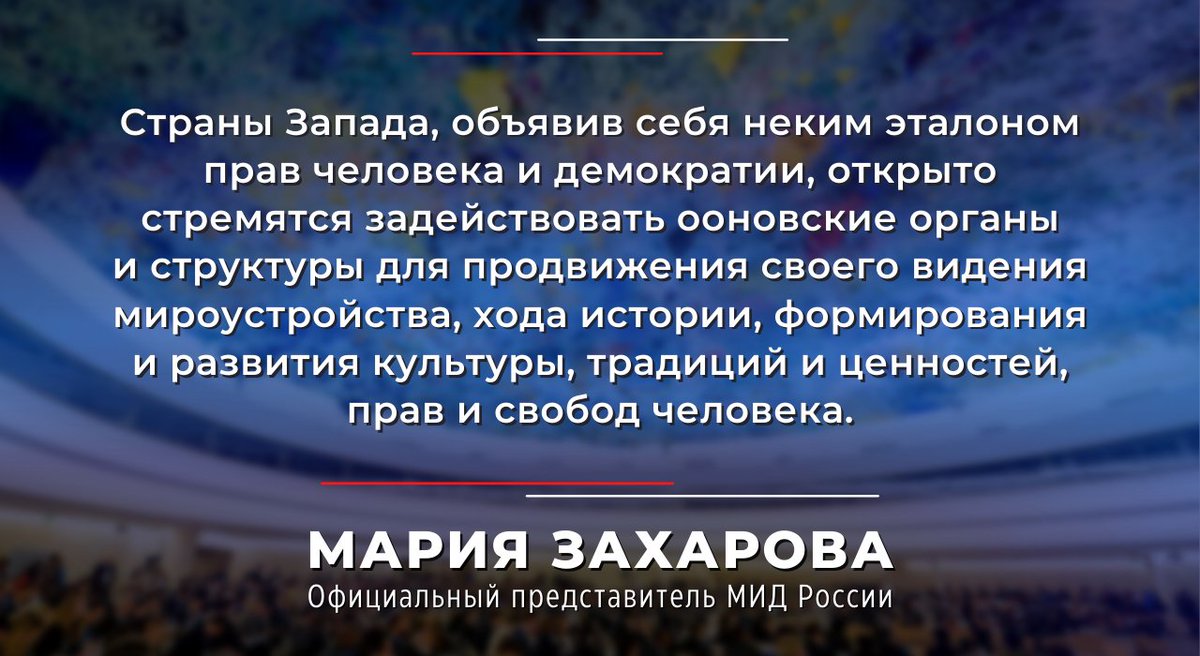 Страны Запада, объявив себя неким эталоном
прав человека и демократии, открыто
стремятся задействовать ооновские органы
и структуры для продвижения своего видения
мироустройства, хода истории, формирования
и развития культуры, традиций и ценностей,
прав и свобод человека.
МАРИЯ ЗАХАРОВА
Официальный представитель МИД России